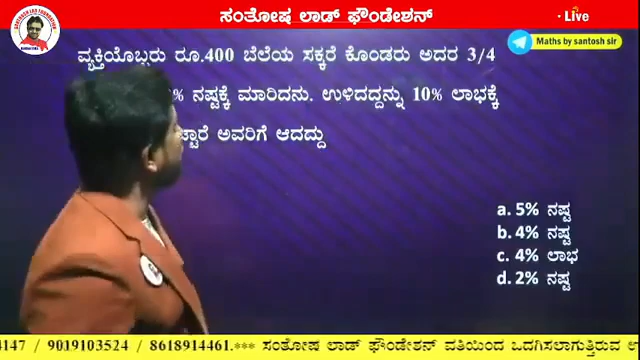 ಸಂತೋಷ ಲಾಡ್ ಫೌಂಡೇಶನ್
Live
Maths by santosh sir
ವ್ಯಕ್ತಿಯೊಬ್ಬರು ರೂ.400 ಬೆಲೆಯ ಸಕ್ಕರೆ ಕೊಂಡರು ಅದರ 3/4
% ನಷ್ಟಕ್ಕೆ ಮಾರಿದನು. ಉಳಿದದ್ದನ್ನು 10% ಲಾಭಕ್ಕೆ
ಅವರಿಗೆ ಆದದ್ದು
a. 5% ನಷ್ಟ
b. 4% ನಷ್ಟ
c. 4% ಲಾಭ
d. 2% ನಷ್ಟ
4147 / 9019103524 / 8618914461.*** ಸಂತೋಷ ಲಾಡ್ ಫೌಂಡೇಶನ್ ವತಿಯಿಂದ ಒದಗಿಸಲಾಗುತ್ತಿರುವ